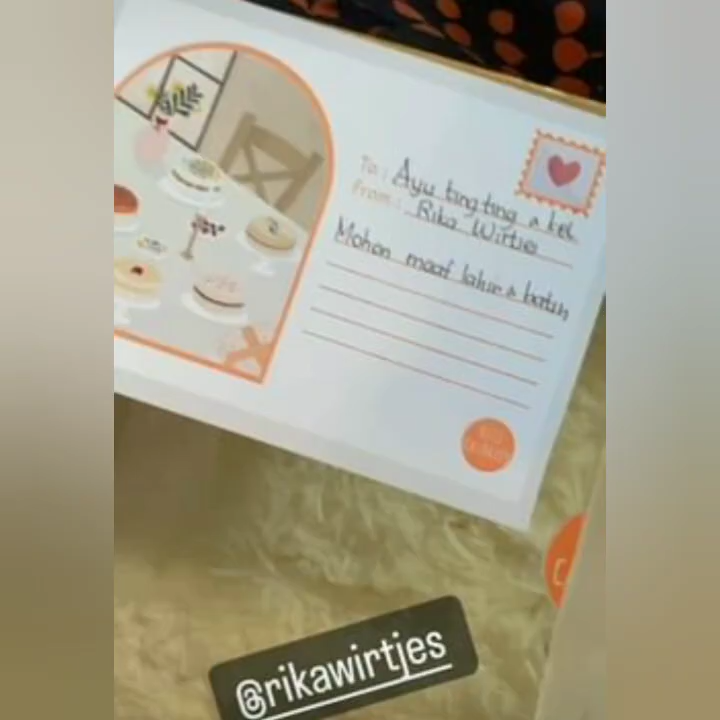 To: Ayu ting ting & kel
From: Rika Wirtjes
Mohon maaf lahir & batin
C
@rikawirtjes